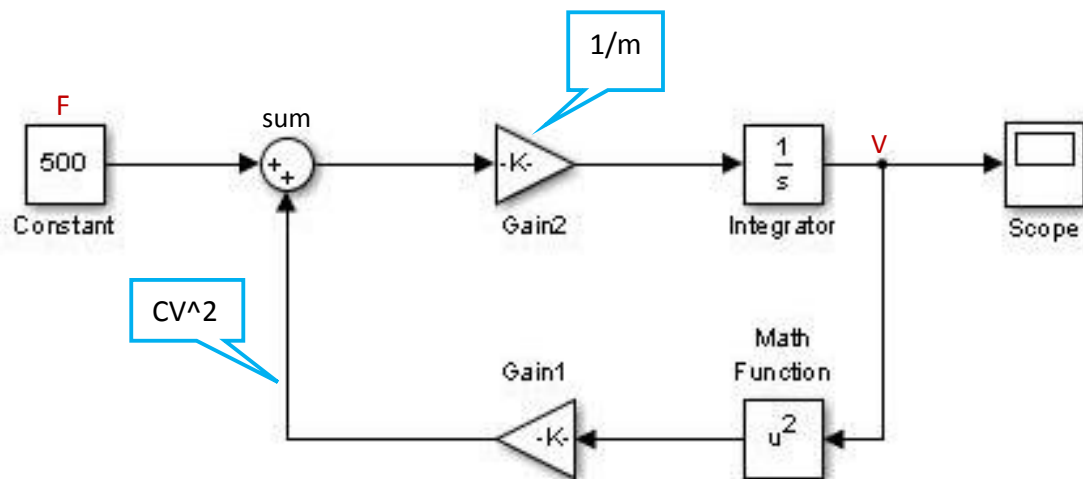 1/m
F
sum
500
+
+
-K-
1
s
V
Constant
Gain2
Integrator
Scope
CV^2
Math
Function
Gain1
-K-
u²